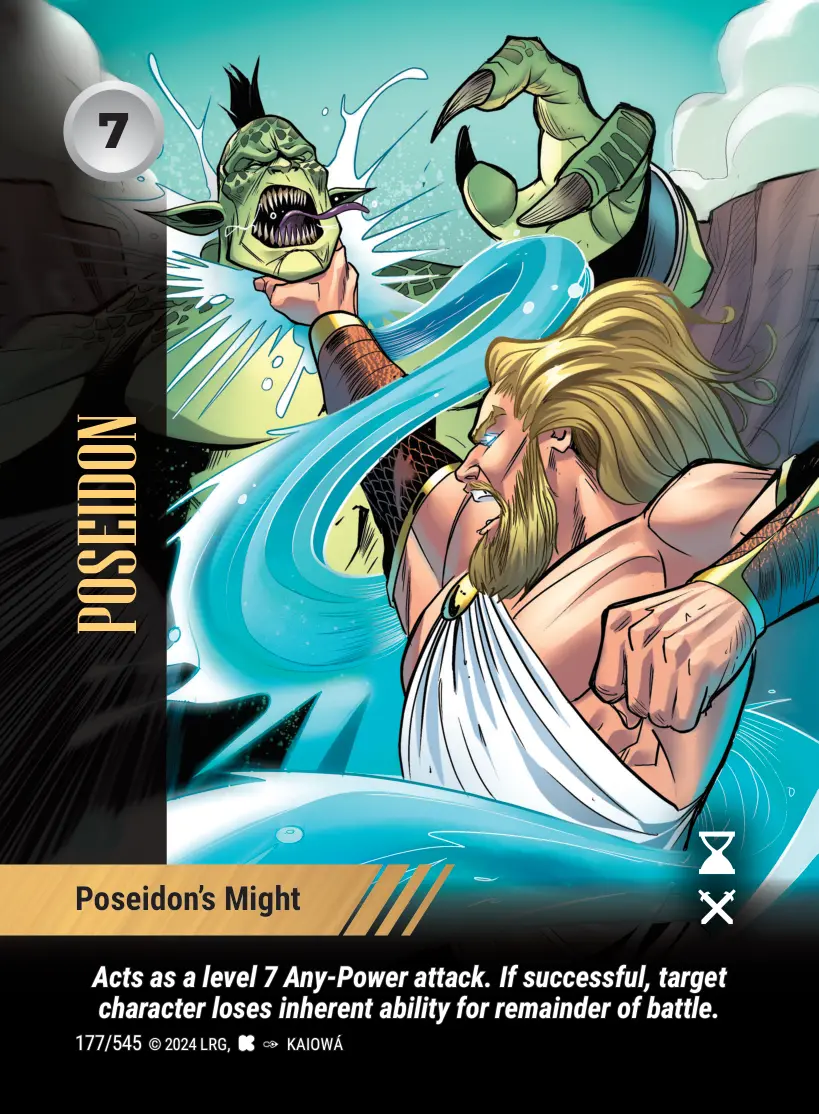 7
POSEIDON
Poseidon's Might
Acts as a level 7 Any-Power attack. If successful, target
character loses inherent ability for remainder of battle.
177/545 © 2024 LRG, KAIOWÁ